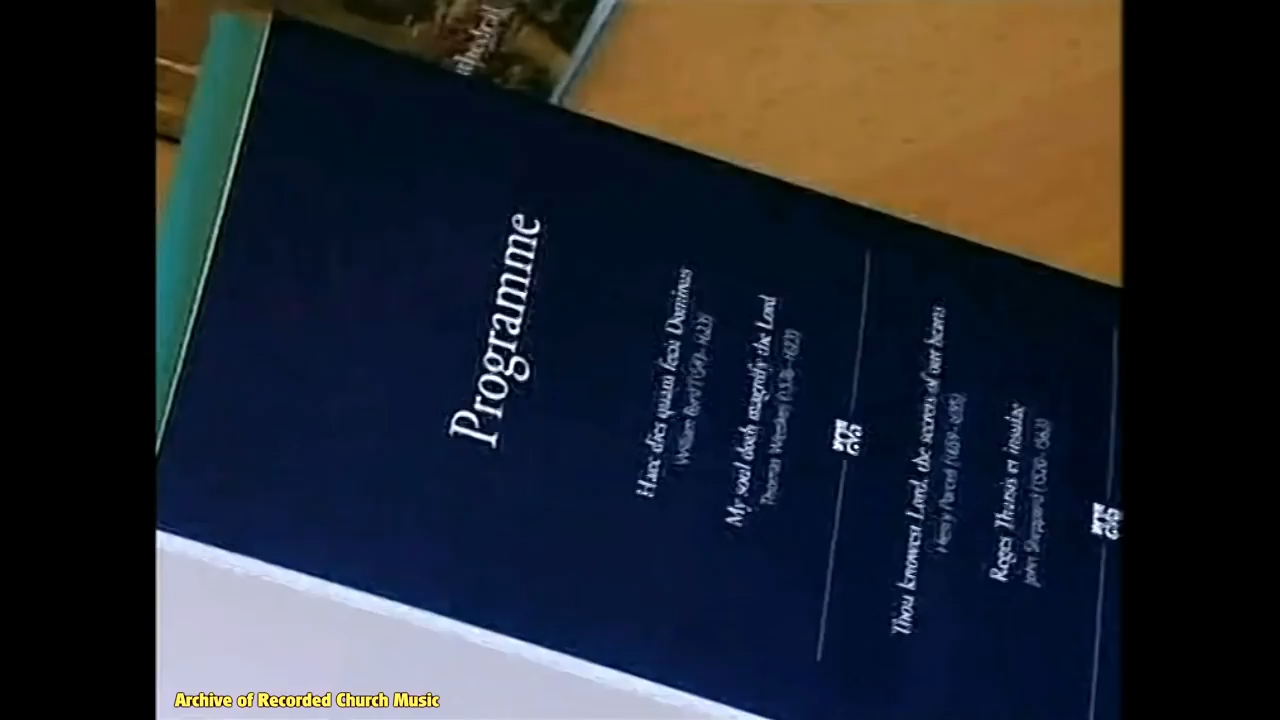 Programme
Haec dies quam fecit Dominus
William Byrd (1540-1623)
My soul doth magnify the Lord
Thomas Weelkes (1576-1623)
Thou knowest Lord, the secrets of our hearts
Henry Purcell (1659-1695)
Reges Tharsis et insulae
John Sheppard (1520-1563)
Archive of Recorded Church Music